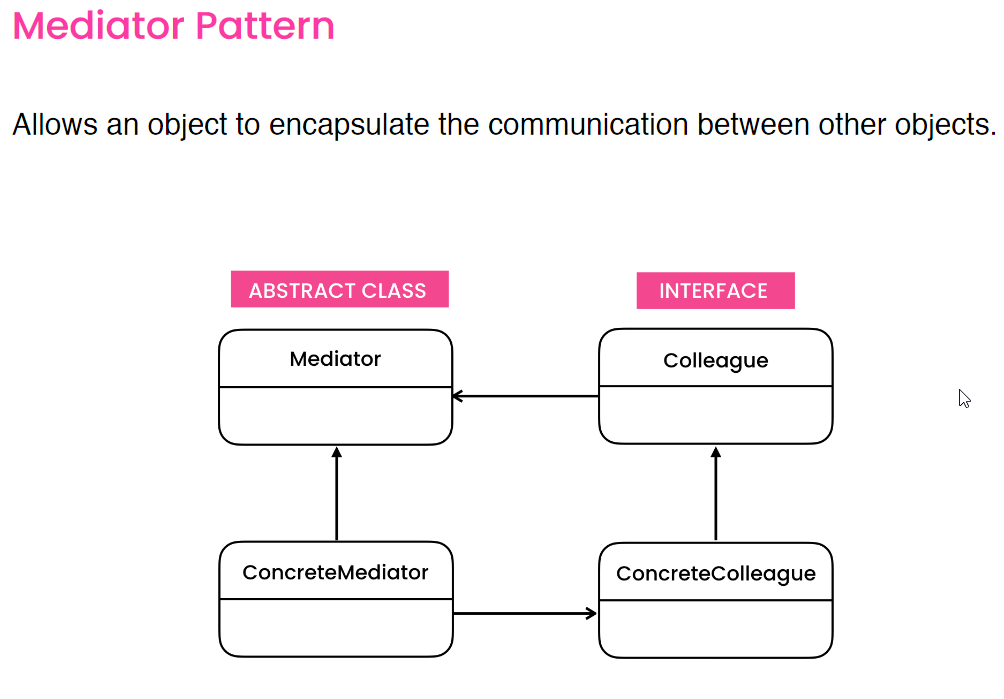 Mediator Pattern
Allows an object to encapsulate the communication between other objects.
ABSTRACT CLASS
INTERFACE
Mediator
Colleague
ConcreteMediator
ConcreteColleague